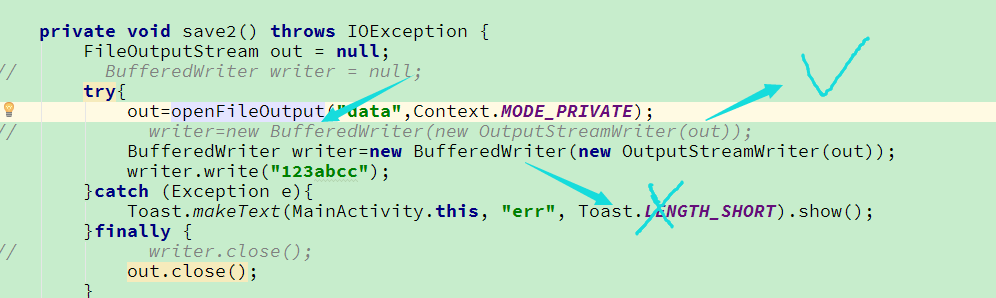 private void save2() throws IOException {
FileOutputStream out = null;
// BufferedWriter writer = null;
try{
out=openFileOutput("data",Context.MODE_PRIVATE);
// writer=new BufferedWriter(new OutputStreamWriter(out));
BufferedWriter writer=new BufferedWriter(new OutputStreamWriter(out));
writer.write("123abcc");
}catch (Exception e){
Toast.makeText(MainActivity.this, "err", Toast.LENGTH_SHORT).show();
}finally {
// writer.close();
out.close();
}